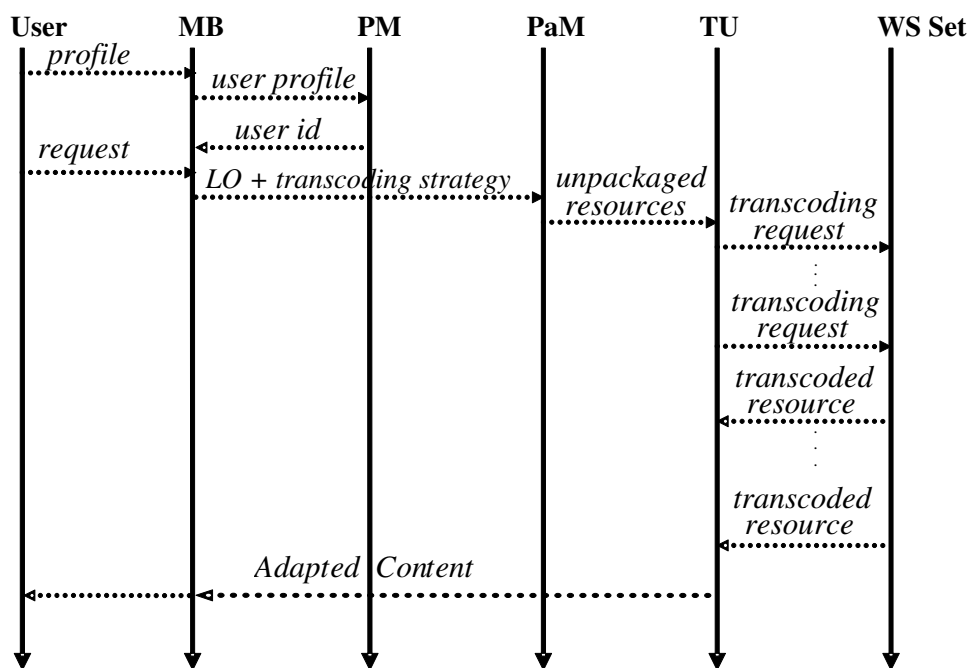 User MB PM PaM TU WS Set
profile
user profile
user id
request
LO + transcoding strategy
unpackaged
resources
transcoding
request
transcoding
request
transcoded
resource
transcoded
resource
Adapted Content